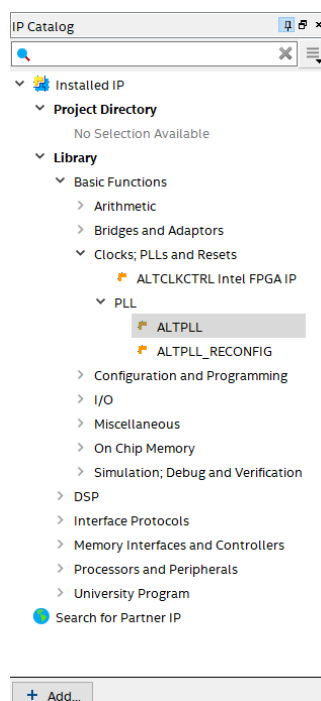 IP Catalog
Installed IP
Project Directory
No Selection Available
Library
Basic Functions
Arithmetic
Bridges and Adaptors
Clocks; PLLs and Resets
ALTCLKCTRL Intel FPGA IP
PLL
ALTPLL
ALTPLL_RECONFIG
Configuration and Programming
I/O
Miscellaneous
On Chip Memory
Simulation; Debug and Verification
DSP
Interface Protocols
Memory Interfaces and Controllers
Processors and Peripherals
University Program
Search for Partner IP
+ Add...